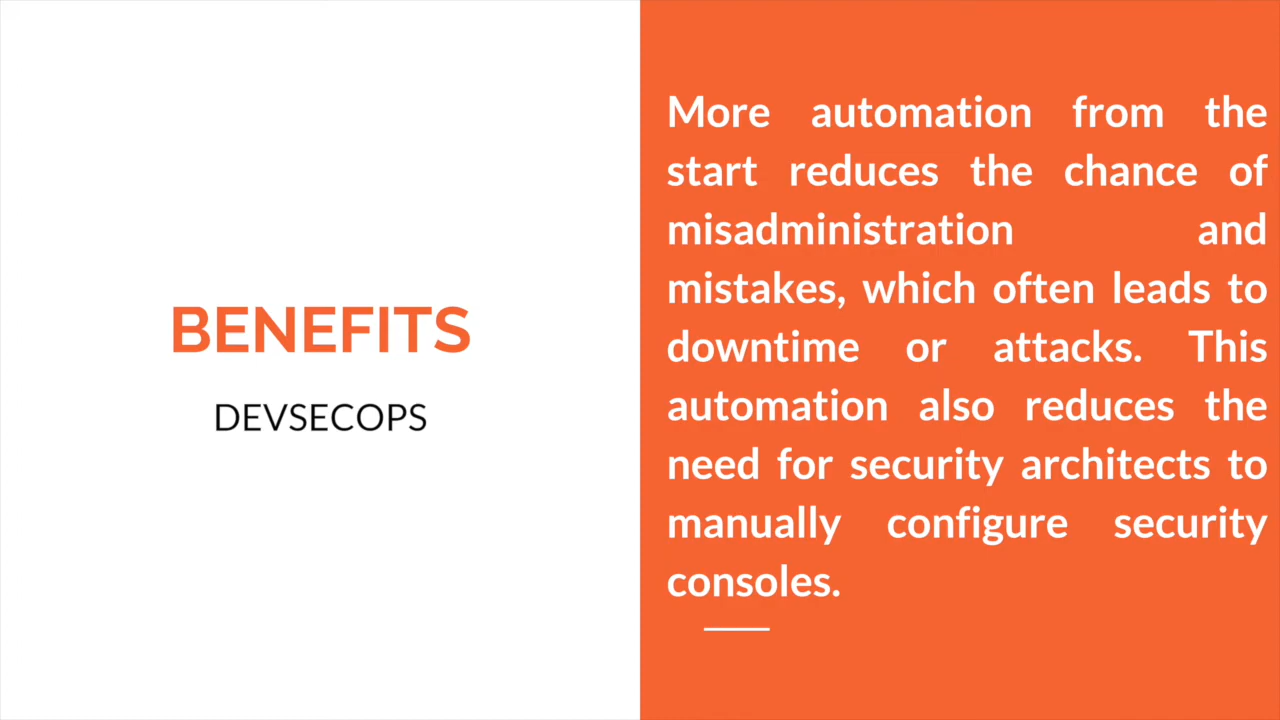 BENEFITS
DEVSECOPS
More automation from the
start reduces the chance of
misadministration and
mistakes, which often leads to
downtime or attacks. This
automation also reduces the
need for security architects to
manually configure security
consoles.